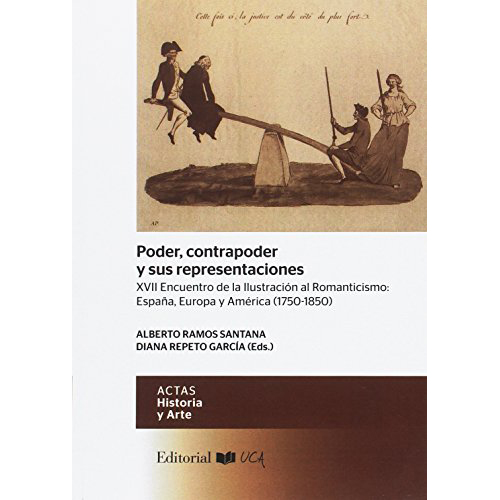 Cette fois ci, la justice est du côté du plus fort.
AP
Poder, contrapoder
y sus representaciones
XVII Encuentro de la Ilustración al Romanticismo:
España, Europa y América (1750-1850)
ALBERTO RAMOS SANTANA
DIANA REPETO GARCÍA (Eds.)
ACTAS
Historia
y Arte
Editorial UCA